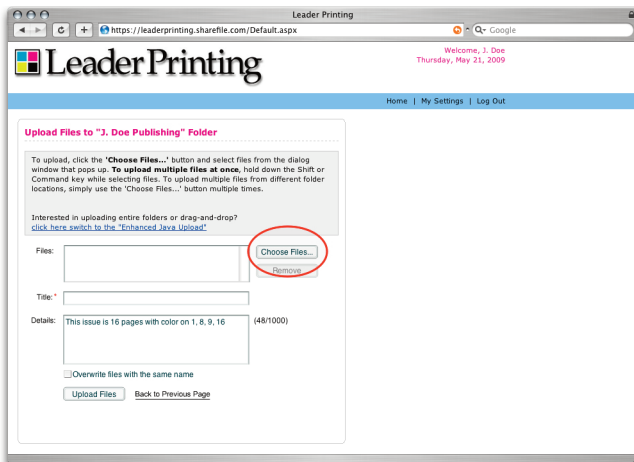 Leader Printing
https://leaderprinting.sharefile.com/Default.aspx
Google
Leader Printing
Welcome, J. Doe
Thursday, May 21, 2009
Home | My Settings | Log Out
Upload Files to "J. Doe Publishing" Folder
To upload, click the 'Choose Files...' button and select files from the dialog
window that pops up. To upload multiple files at once, hold down the Shift or
Command key while selecting files. To upload multiple files from different folder
locations, simply use the 'Choose Files...' button multiple times.
Interested in uploading entire folders or drag-and-drop?
click here switch to the "Enhanced Java Upload"
Files:
Choose Files...
Remove
Title: *
Details:
This issue is 16 pages with color on 1, 8, 9, 16
(48/1000)
Overwrite files with the same name
Upload Files
Back to Previous Page